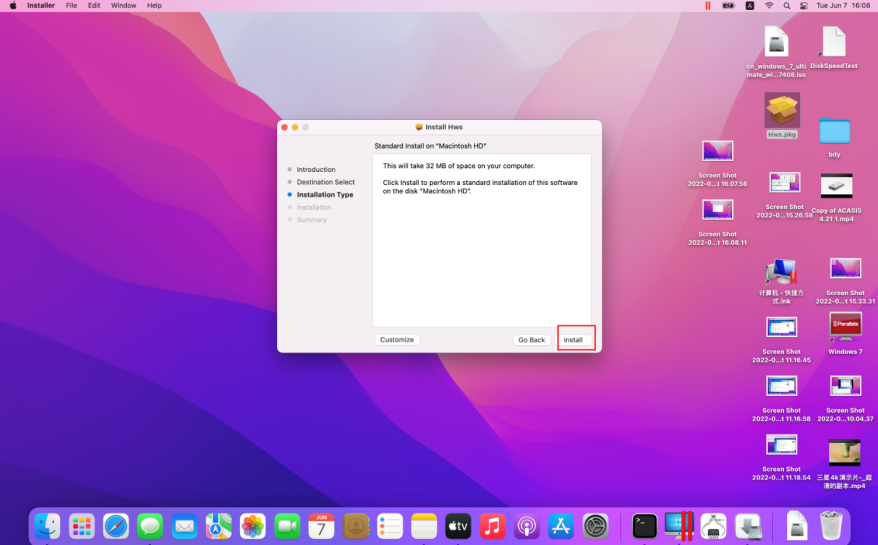 Installer File Edit Window Help
A
Tue Jun 7 16:08
en_windows_7_ulti
mate_wi...7408.iso
DiskSpeedTest
Hws.pkg
bdy
Screen Shot
2022-0...t 16.07.56
Screen Shot
2022-0...15.26.58
Copy of ACASIS
4.21 1.mp4
Screen Shot
2022-0...t 16.08.11
计算机 - 快捷方
式.lnk
Screen Shot
2022-0...t 15.33.31
Screen Shot
2022-0...t 11.16.45
Parallels
Windows 7
Screen Shot
2022-0...t 11.16.58
Screen Shot
2022-0...10.04.37
Screen Shot
2022-0...t 11.18.54
三星4k演示片-_超
清的副本.mp4
Install Hws
Standard Install on "Macintosh HD"
Introduction
Destination Select
Installation Type
Installation
Summary
This will take 32 MB of space on your computer.
Click Install to perform a standard installation of this software
on the disk "Macintosh HD".
Customize
Go Back
Install
JUN
7
tv